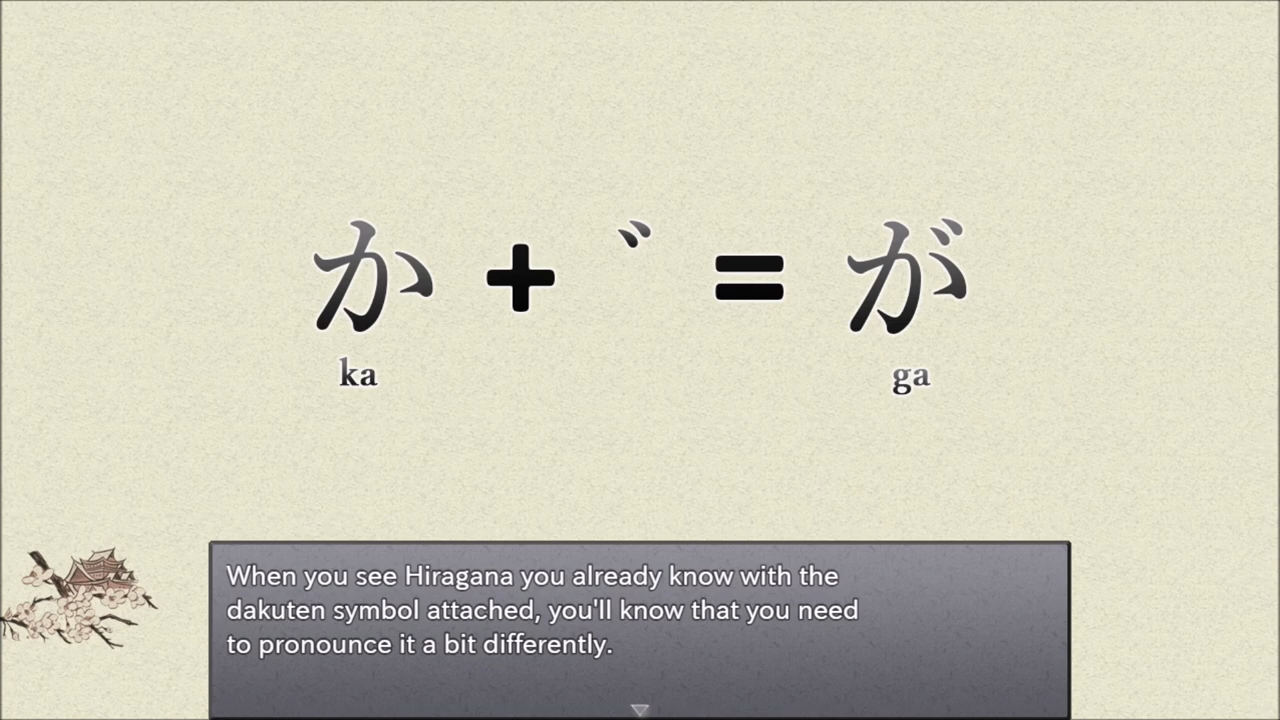 か + ゛ = が
ka ga
When you see Hiragana you already know with the
dakuten symbol attached, you'll know that you need
to pronounce it a bit differently.